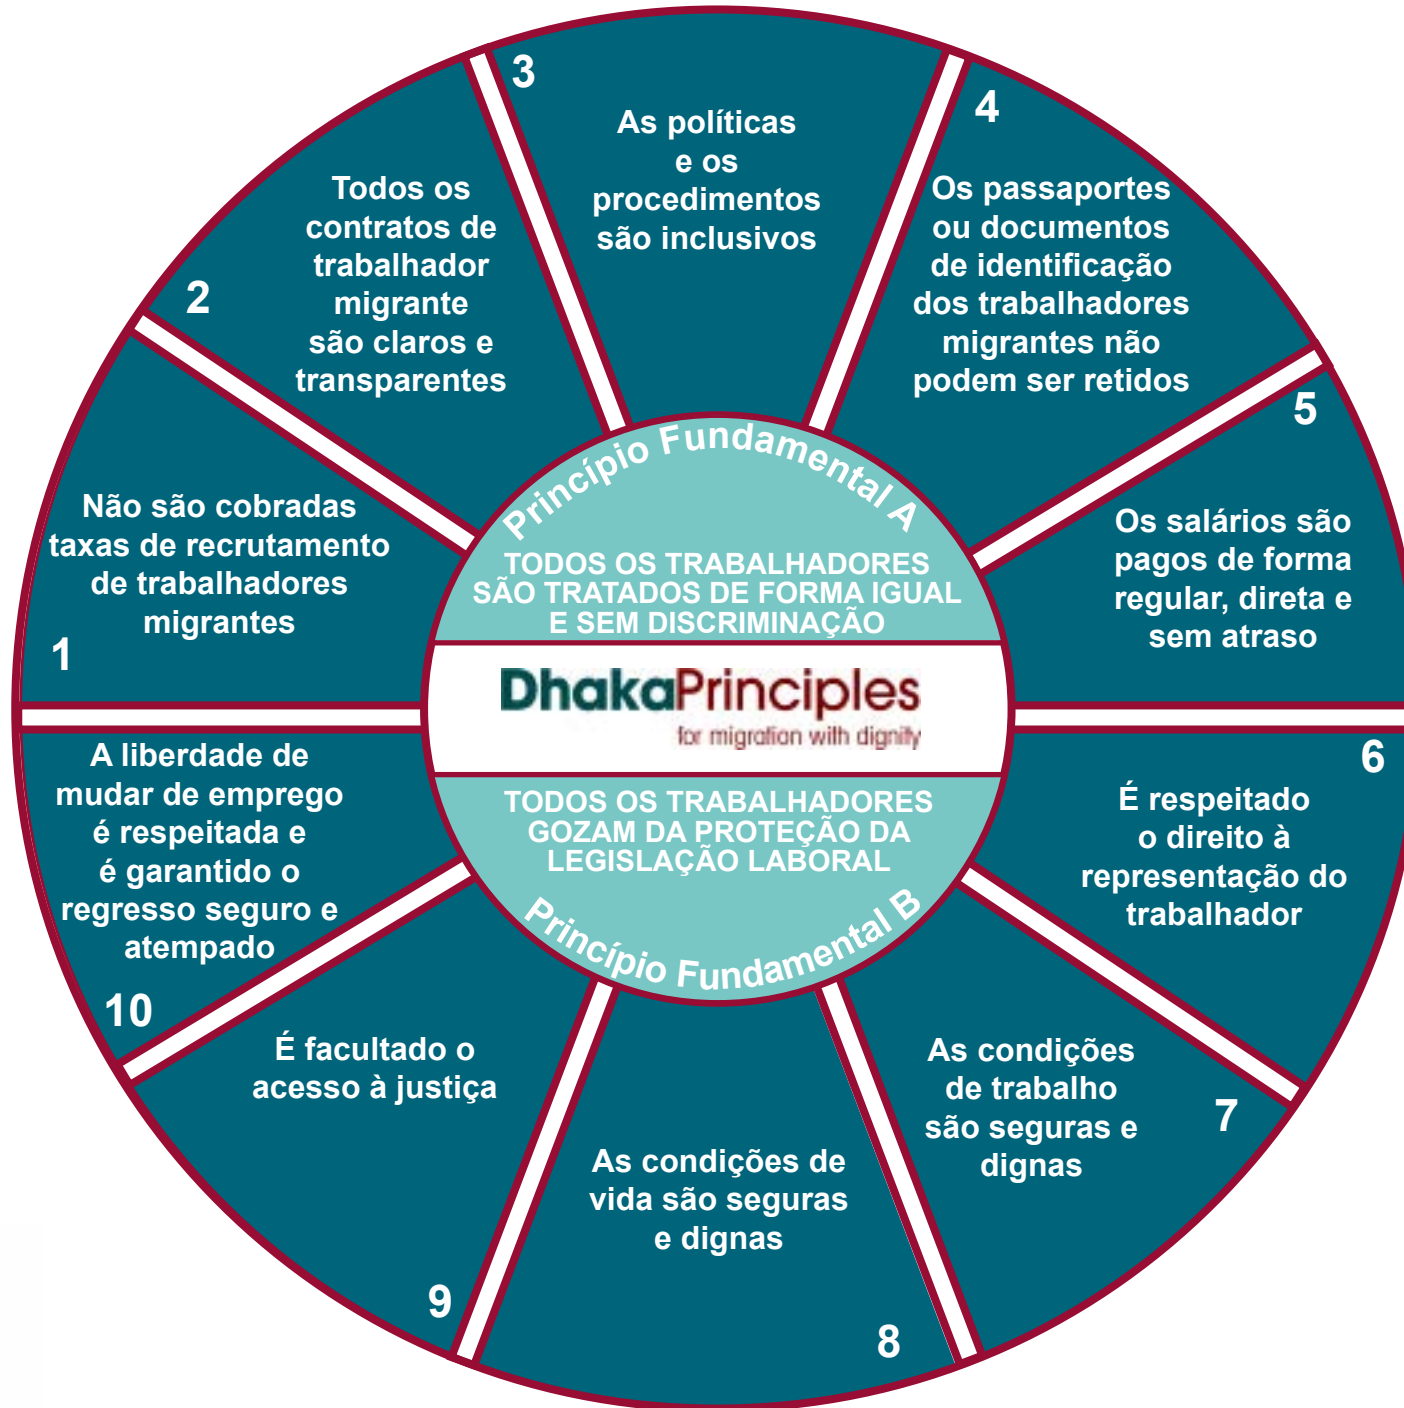 1
Não são cobradas
taxas de recrutamento
de trabalhadores
migrantes
2
Todos os
contratos de
trabalhador
migrante
são claros e
transparentes
3
As políticas
e os
procedimentos
são inclusivos
4
Os passaportes
ou documentos
de identificação
dos trabalhadores
migrantes não
podem ser retidos
5
Os salários são
pagos de forma
regular, direta e
sem atraso
6
É respeitado
o direito à
representação do
trabalhador
7
As condições
de trabalho
são seguras e
dignas
8
As condições de
vida são seguras
e dignas
9
É facultado o
acesso à justiça
10
A liberdade de
mudar de emprego
é respeitada e
é garantido o
regresso seguro e
atempado
Princípio Fundamental A
TODOS OS TRABALHADORES
SÃO TRATADOS DE FORMA IGUAL
E SEM DISCRIMINAÇÃO
DhakaPrinciples
for migration with dignity
TODOS OS TRABALHADORES
GOZAM DA PROTEÇÃO DA
LEGISLAÇÃO LABORAL
Princípio Fundamental B